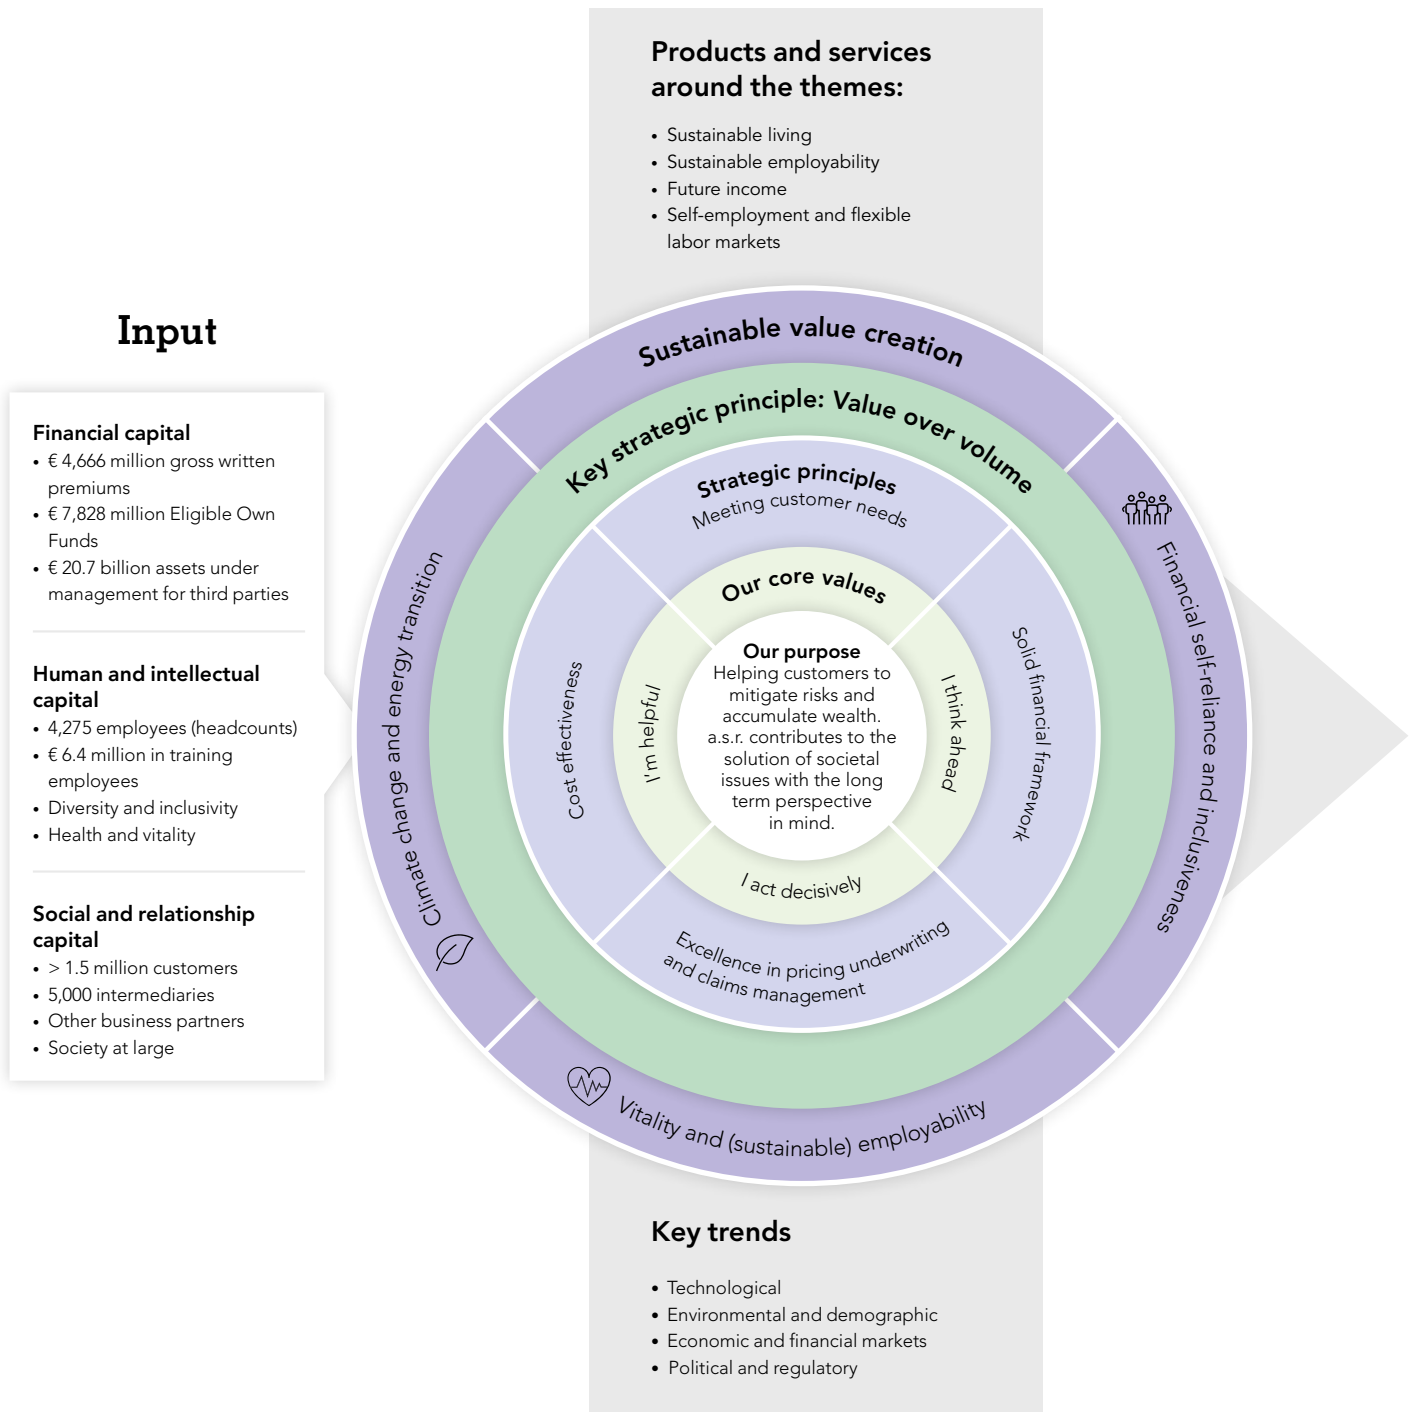 Products and services
around the themes:
• Sustainable living
• Sustainable employability
• Future income
• Self-employment and flexible
labor markets
Input
Financial capital
• € 4,666 million gross written
premiums
• € 7,828 million Eligible Own
Funds
• € 20.7 billion assets under
management for third parties
Human and intellectual
capital
• 4,275 employees (headcounts)
• € 6.4 million in training
employees
• Diversity and inclusivity
• Health and vitality
Social and relationship
capital
• > 1.5 million customers
• 5,000 intermediaries
• Other business partners
• Society at large
Sustainable value creation
Climate change and energy transition
Financial self-reliance and inclusiveness
Vitality and (sustainable) employability
Key strategic principle: Value over volume
Strategic principles
Meeting customer needs
Cost effectiveness
Solid financial framework
Excellence in pricing underwriting
and claims management
Our core values
I'm helpful
I think ahead
I act decisively
Our purpose
Helping customers to
mitigate risks and
accumulate wealth.
a.s.r. contributes to the
solution of societal
issues with the long
term perspective
in mind.
Key trends
• Technological
• Environmental and demographic
• Economic and financial markets
• Political and regulatory